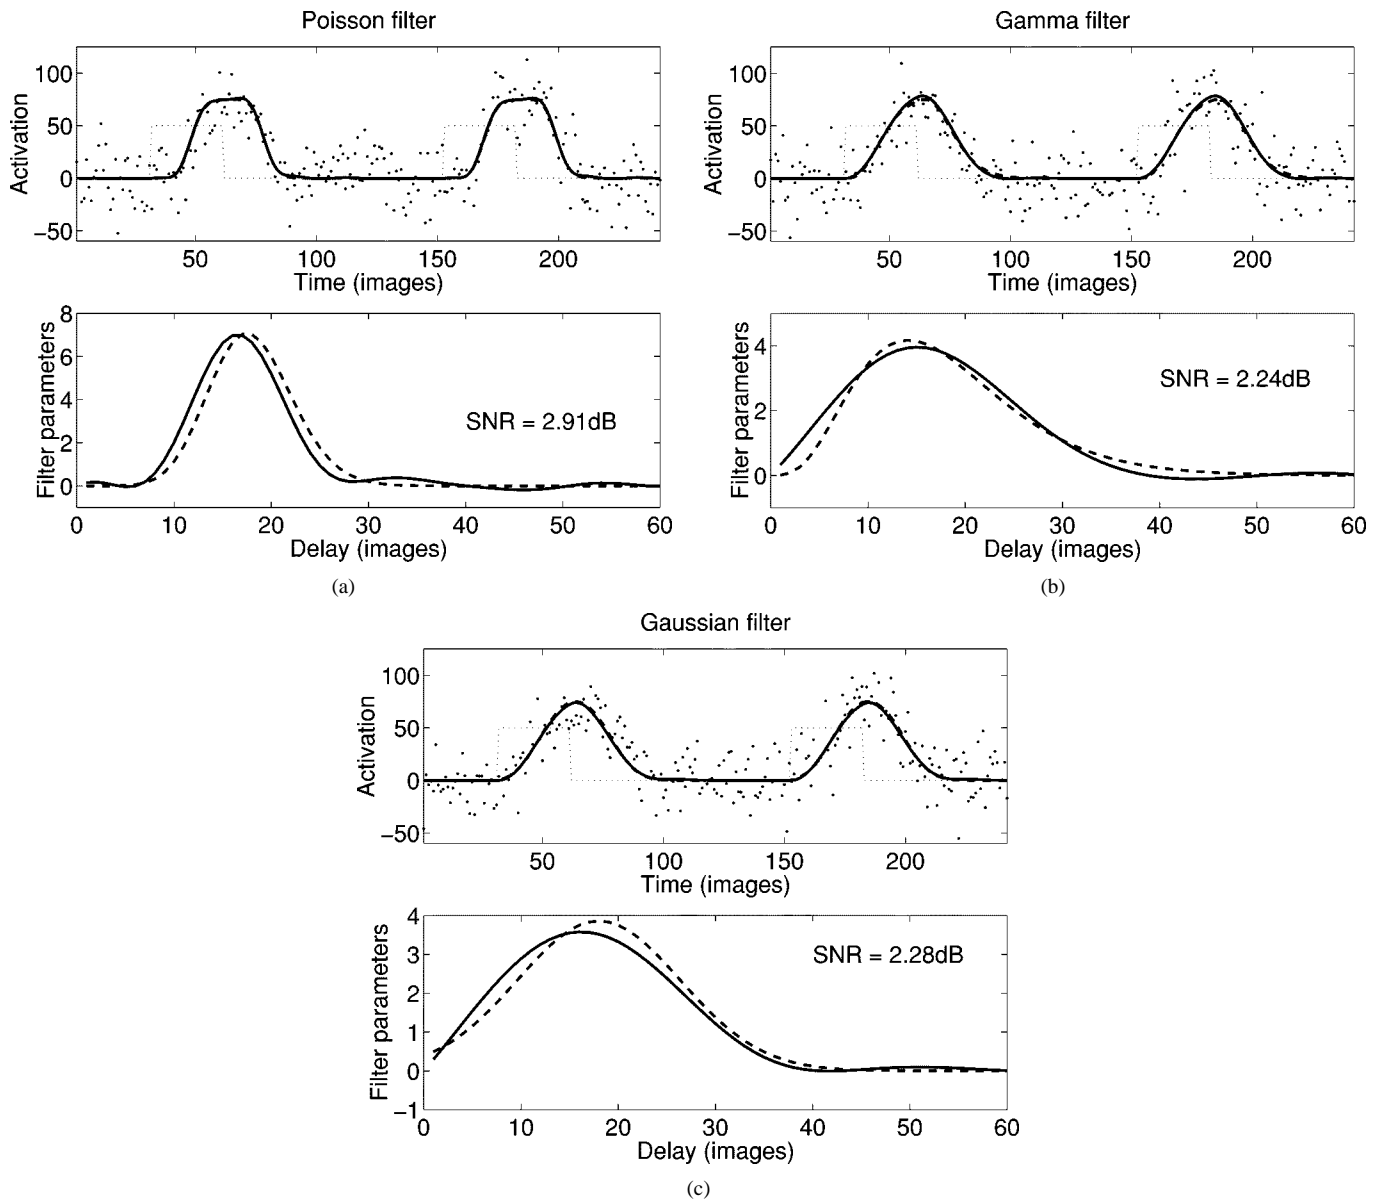 Poisson filter
100
50
0
−50
Activation
50 100 150 200
Time (images)
8
6
4
2
0
Filter parameters
SNR = 2.91dB
0 10 20 30 40 50 60
Delay (images)
(a)
Gamma filter
100
50
0
−50
Activation
50 100 150 200
Time (images)
4
2
0
Filter parameters
SNR = 2.24dB
0 10 20 30 40 50 60
Delay (images)
(b)
Gaussian filter
100
50
0
−50
Activation
50 100 150 200
Time (images)
4
3
2
1
0
−1
Filter parameters
SNR = 2.28dB
0 10 20 30 40 50 60
Delay (images)
(c)